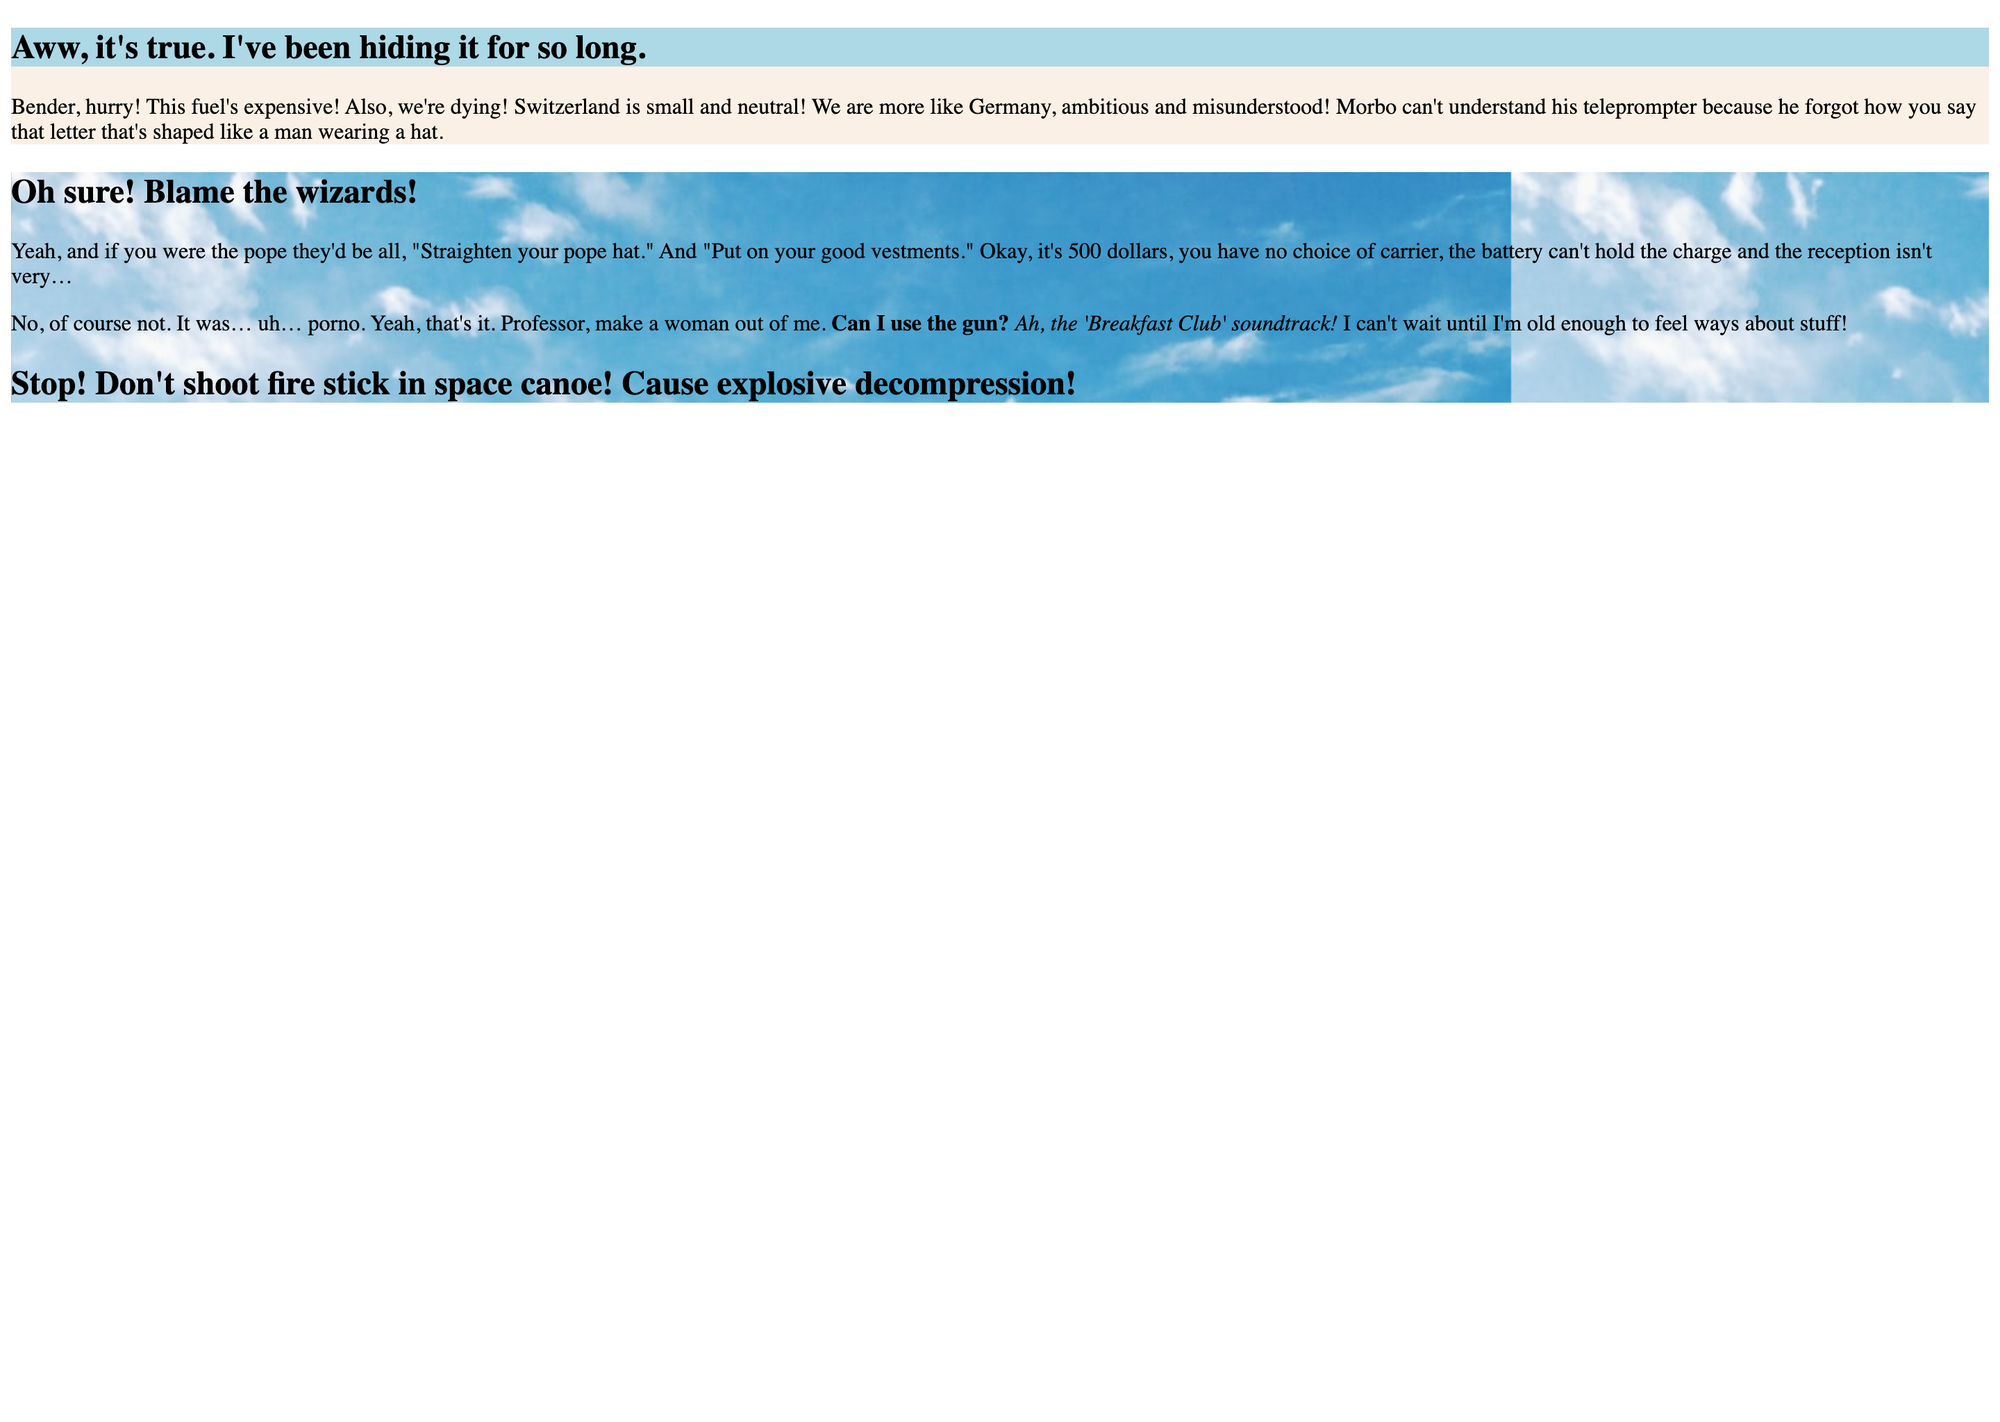 Aww, it's true. I've been hiding it for so long.
Bender, hurry! This fuel's expensive! Also, we're dying! Switzerland is small and neutral! We are more like Germany, ambitious and misunderstood! Morbo can't understand his teleprompter because he forgot how you say
that letter that's shaped like a man wearing a hat.
Oh sure! Blame the wizards!
Yeah, and if you were the pope they'd be all, "Straighten your pope hat." And "Put on your good vestments." Okay, it's 500 dollars, you have no choice of carrier, the battery can't hold the charge and the reception isn't
very…
No, of course not. It was… uh… porno. Yeah, that's it. Professor, make a woman out of me. Can I use the gun? Ah, the 'Breakfast Club' soundtrack! I can't wait until I'm old enough to feel ways about stuff!
Stop! Don't shoot fire stick in space canoe! Cause explosive decompression!